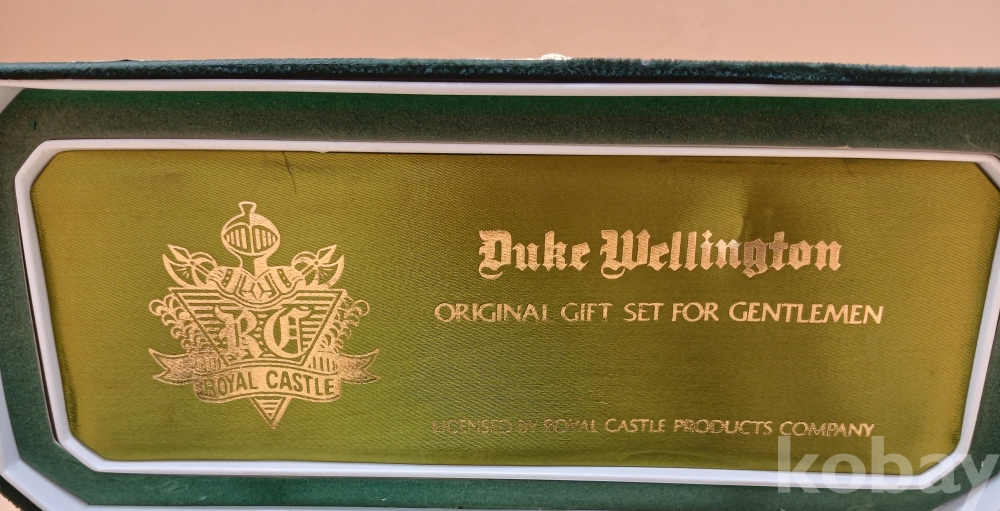 RC
ROYAL CASTLE
Duke Wellington
ORIGINAL GIFT SET FOR GENTLEMEN
LICENSED BY ROYAL CASTLE PRODUCTS COMPANY
kobay